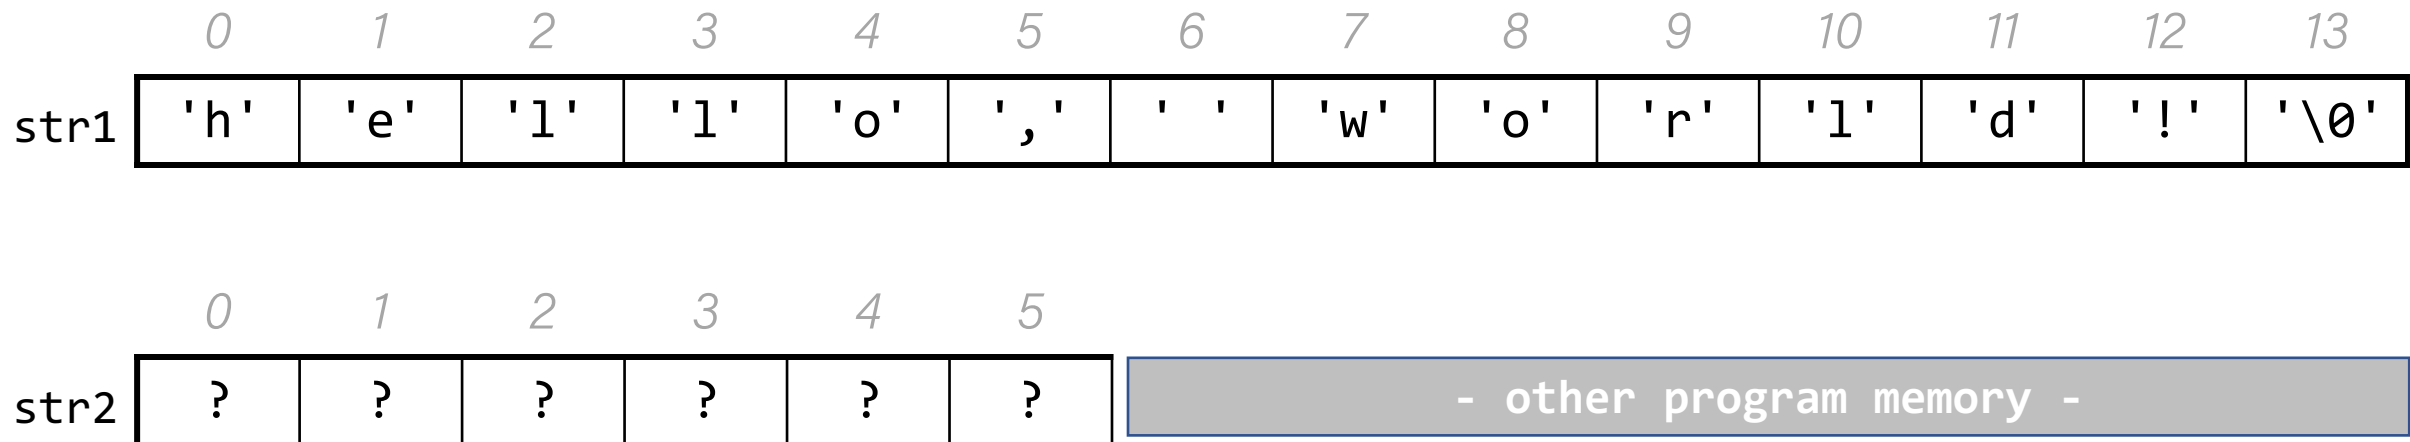 0 1 2 3 4 5 6 7 8 9 10 11 12 13
str1 'h' 'e' 'l' 'l' 'o' ',' ' ' 'w' 'o' 'r' 'l' 'd' '!' '\0'
0 1 2 3 4 5
str2 ? ? ? ? ? ? - other program memory -